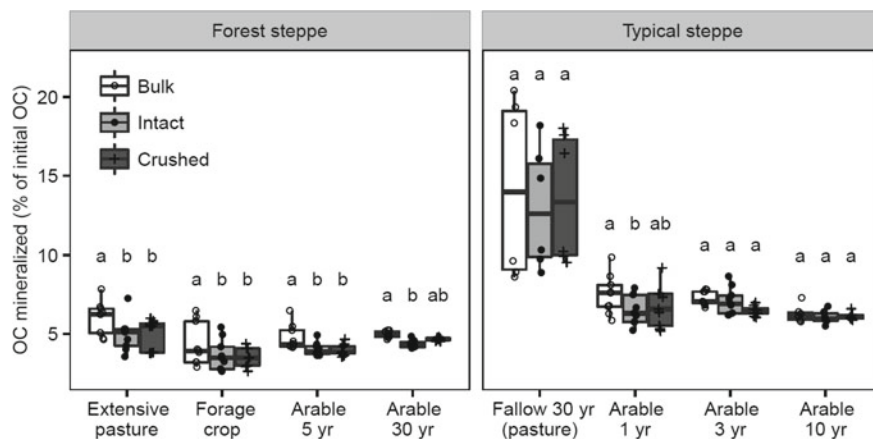 Forest steppe
Typical steppe
OC mineralized (% of initial OC)
20
15
10
5
Bulk
Intact
Crushed
a b b
a b b
a b b
a b ab
a a a
a b ab
a a a
a a a
Extensive
pasture
Forage
crop
Arable
5 yr
Arable
30 yr
Fallow 30 yr
(pasture)
Arable
1 yr
Arable
3 yr
Arable
10 yr